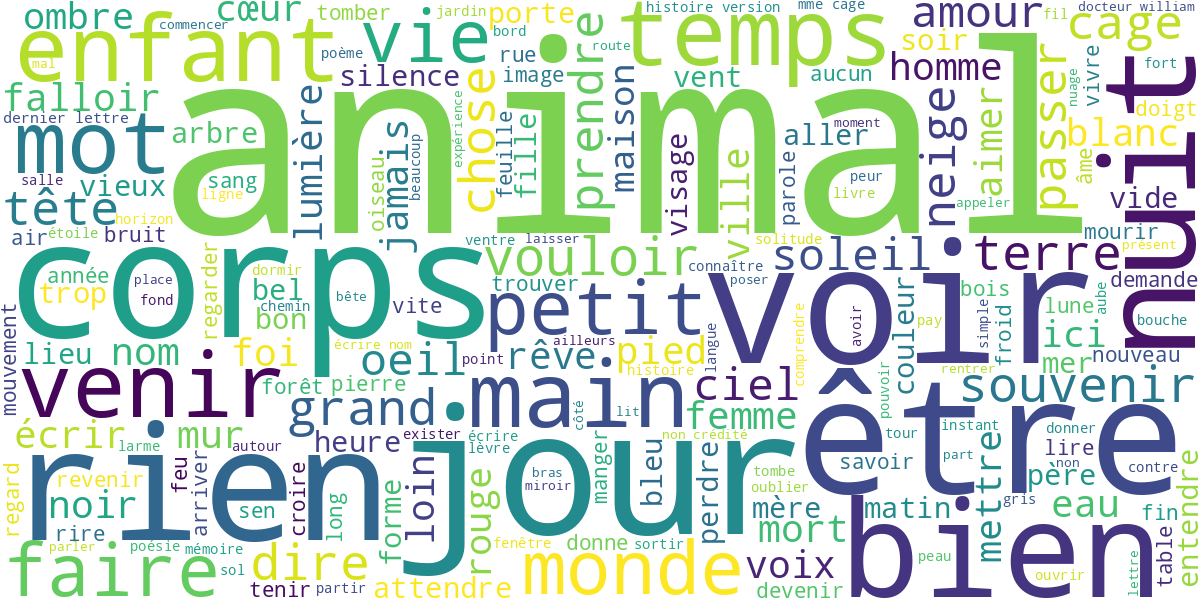 ombre
commencer
cœur
tomber
jardin
porte
histoire version
mme cage
amour
fil
docteur william
enfant
mal
poème
vie
bord
rue
route
temps
soir
cage
silence
image
vent
aucun
homme
vivre
nuage
fort
falloir
dernier lettre
mot
arbre
lumière
animal
jamais
beaucoup
expérience
chose
feuille
fille
prendre
maison
visage
ville
parole
aller
moment
peur
livre
neige
aimer
appeler
passer
âme
blanc
doigt
nuit
salle
vieux
sang
ligne
oiseau
tête
horizon
air
étoile
bruit
ventre
laisser
solitude
vide
mourir
présent
corps
année
place
fond
trop
regarder
dormir
bel
chemin
bon
bête
vite
vouloir
trouver
connaître
poser
soleil
terre
demande
petit
voir
avoir
couleur
bois
pay
simple
froid
lune
aube
bouche
ici
mer
nouveau
mouvement
lieu
nom
foi
écrire nom
oeil
point
rêve
ailleurs
pied
histoire
langue
comprendre
rentrer
venir
forêt
pierre
grand
main
côté
lit
ciel
femme
être
pouvoir
souvenir
écrire
larme
mur
autour
heure
exister
écrire
lèvre
non crédité
tour
instant
donner
part
lire
non
contre
regard
revenir
rien
feu
arriver
croire
long
loin
jour
bras
miroir
manger
bleu
perdre
tombe
oublier
savoir
mettre
père
entendre
noir
rire
sen
forme
rouge
mère
matin
gris
eau
fin
faire
parler
poésie
mémoire
sol
dire
tenir
partir
attendre
fenêtre
donne
sortir
monde
mort
voix
devenir
bien
peau
ouvrir
lettre
table